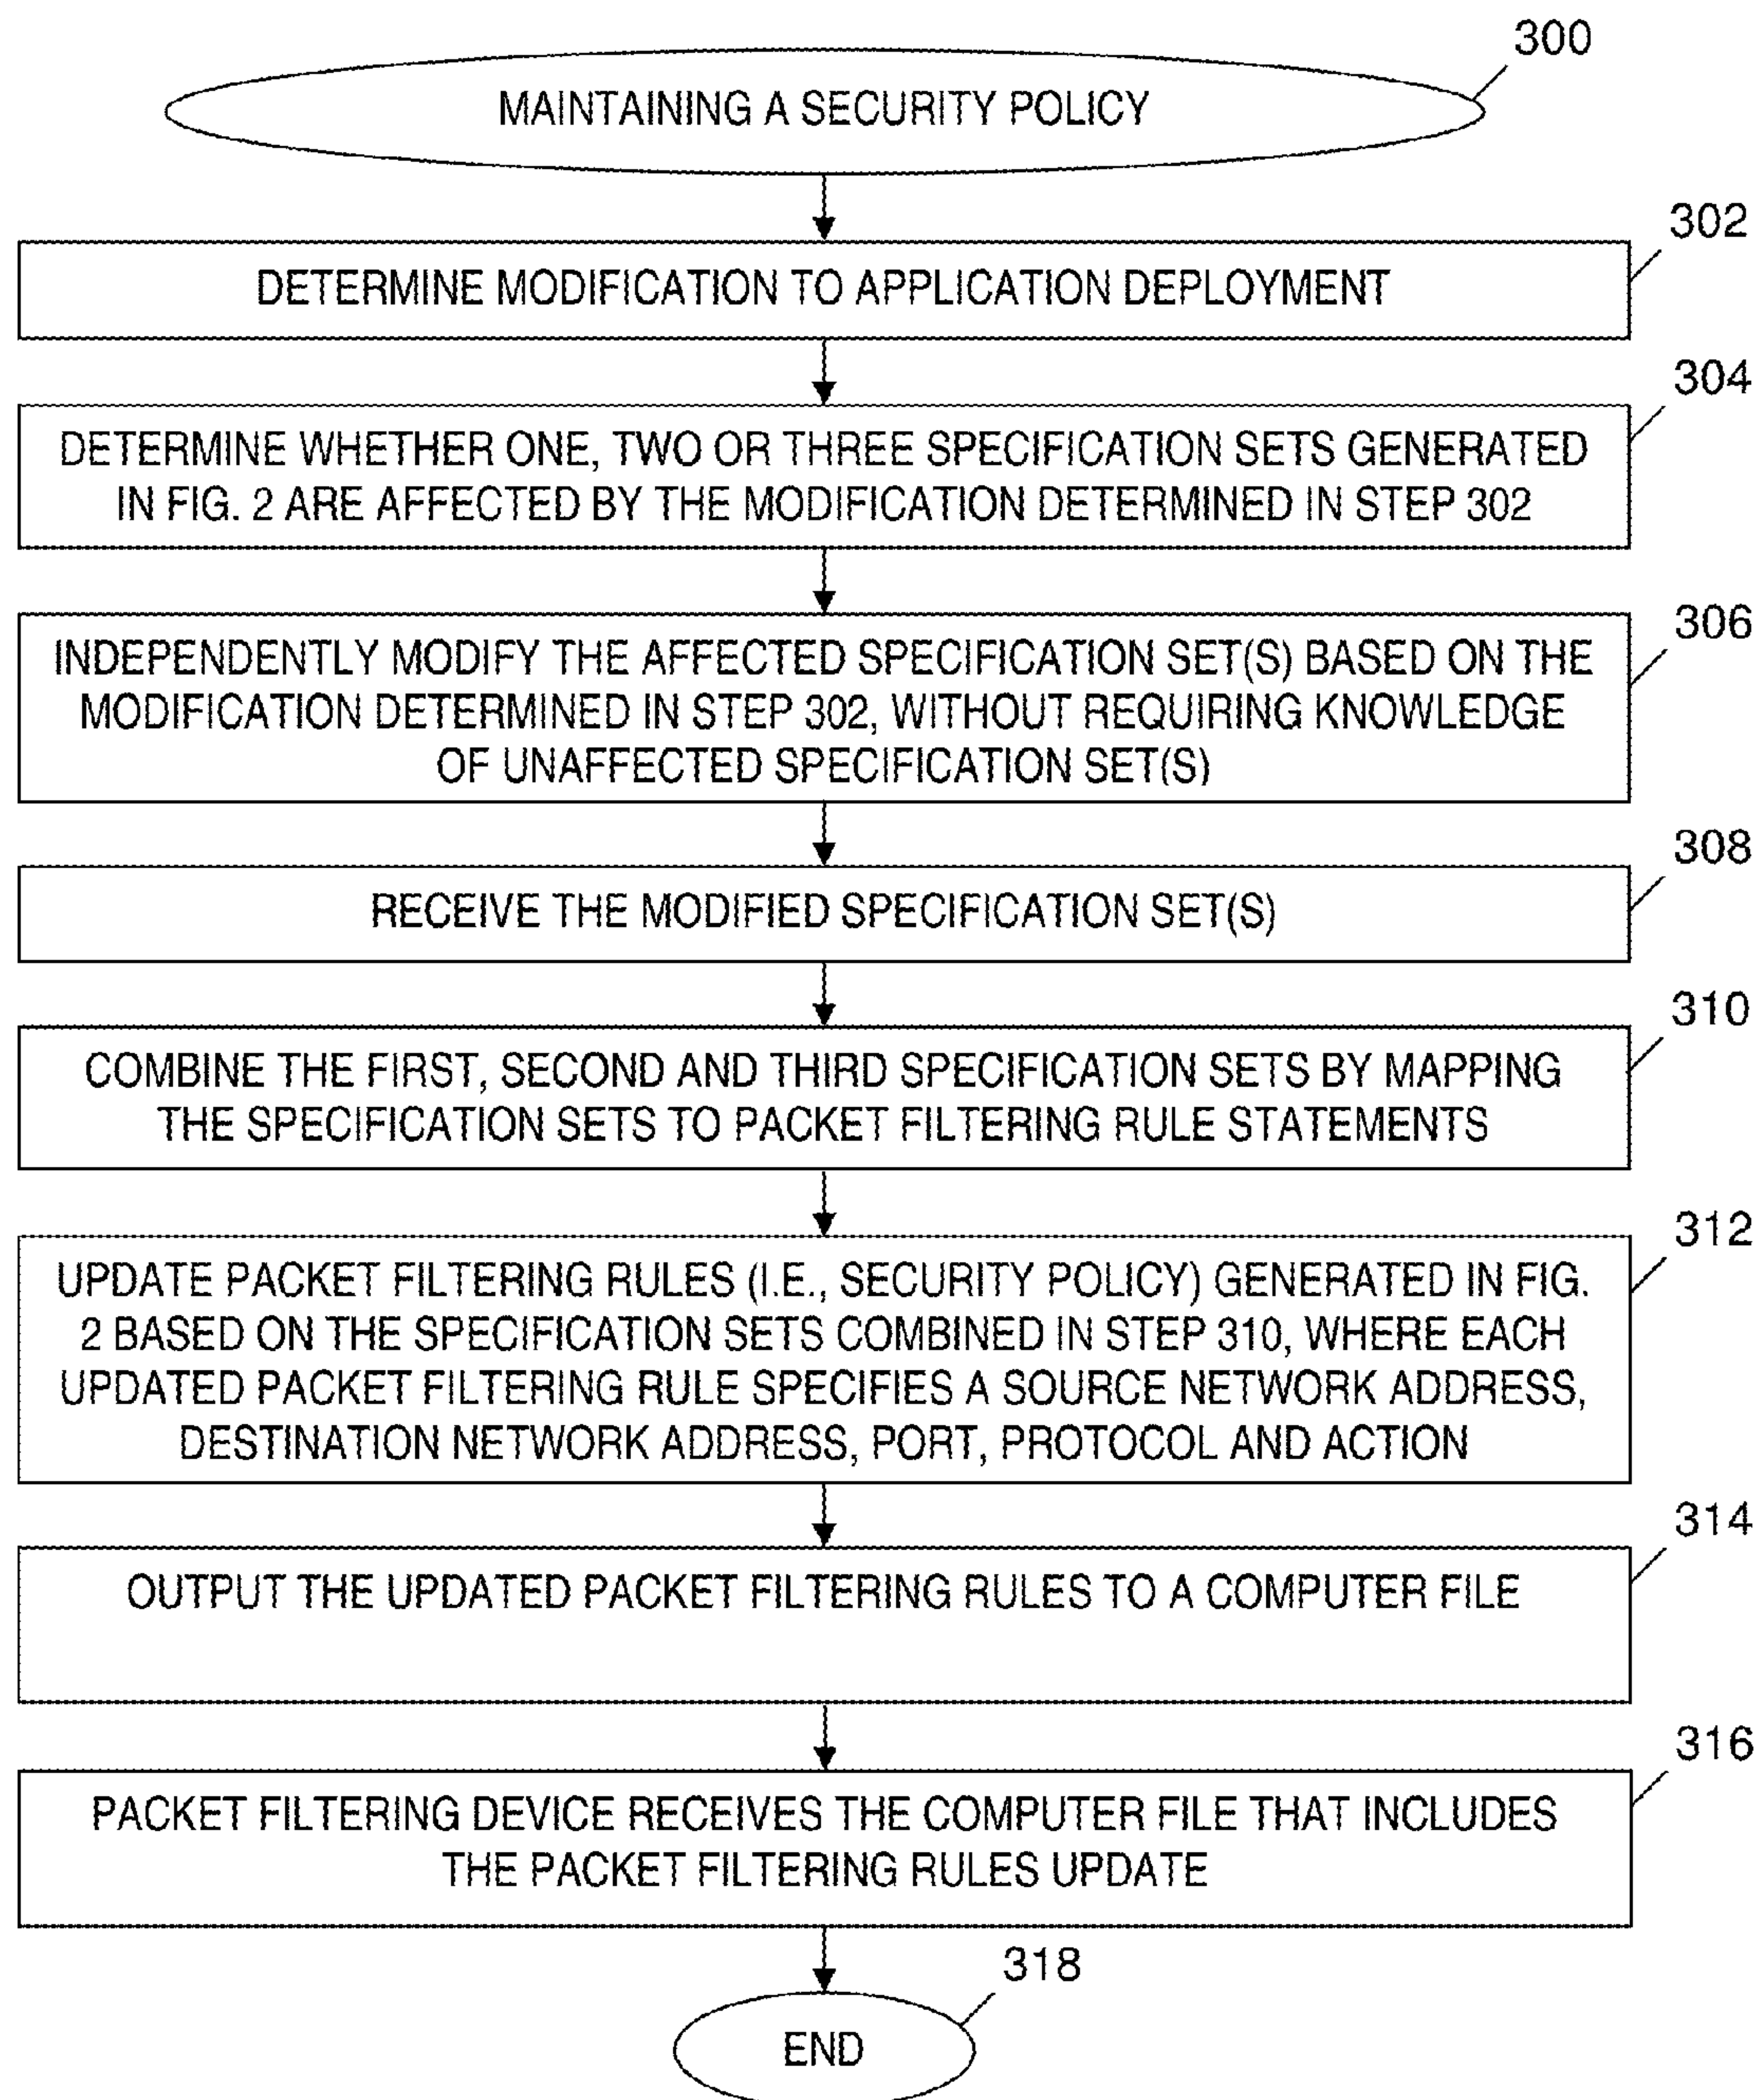 300
MAINTAINING A SECURITY POLICY
302
DETERMINE MODIFICATION TO APPLICATION DEPLOYMENT
304
DETERMINE WHETHER ONE, TWO OR THREE SPECIFICATION SETS GENERATED
IN FIG. 2 ARE AFFECTED BY THE MODIFICATION DETERMINED IN STEP 302
306
INDEPENDENTLY MODIFY THE AFFECTED SPECIFICATION SET(S) BASED ON THE
MODIFICATION DETERMINED IN STEP 302, WITHOUT REQUIRING KNOWLEDGE
OF UNAFFECTED SPECIFICATION SET(S)
308
RECEIVE THE MODIFIED SPECIFICATION SET(S)
310
COMBINE THE FIRST, SECOND AND THIRD SPECIFICATION SETS BY MAPPING
THE SPECIFICATION SETS TO PACKET FILTERING RULE STATEMENTS
312
UPDATE PACKET FILTERING RULES (I.E., SECURITY POLICY) GENERATED IN FIG.
2 BASED ON THE SPECIFICATION SETS COMBINED IN STEP 310, WHERE EACH
UPDATED PACKET FILTERING RULE SPECIFIES A SOURCE NETWORK ADDRESS,
DESTINATION NETWORK ADDRESS, PORT, PROTOCOL AND ACTION
314
OUTPUT THE UPDATED PACKET FILTERING RULES TO A COMPUTER FILE
316
PACKET FILTERING DEVICE RECEIVES THE COMPUTER FILE THAT INCLUDES
THE PACKET FILTERING RULES UPDATE
318
END